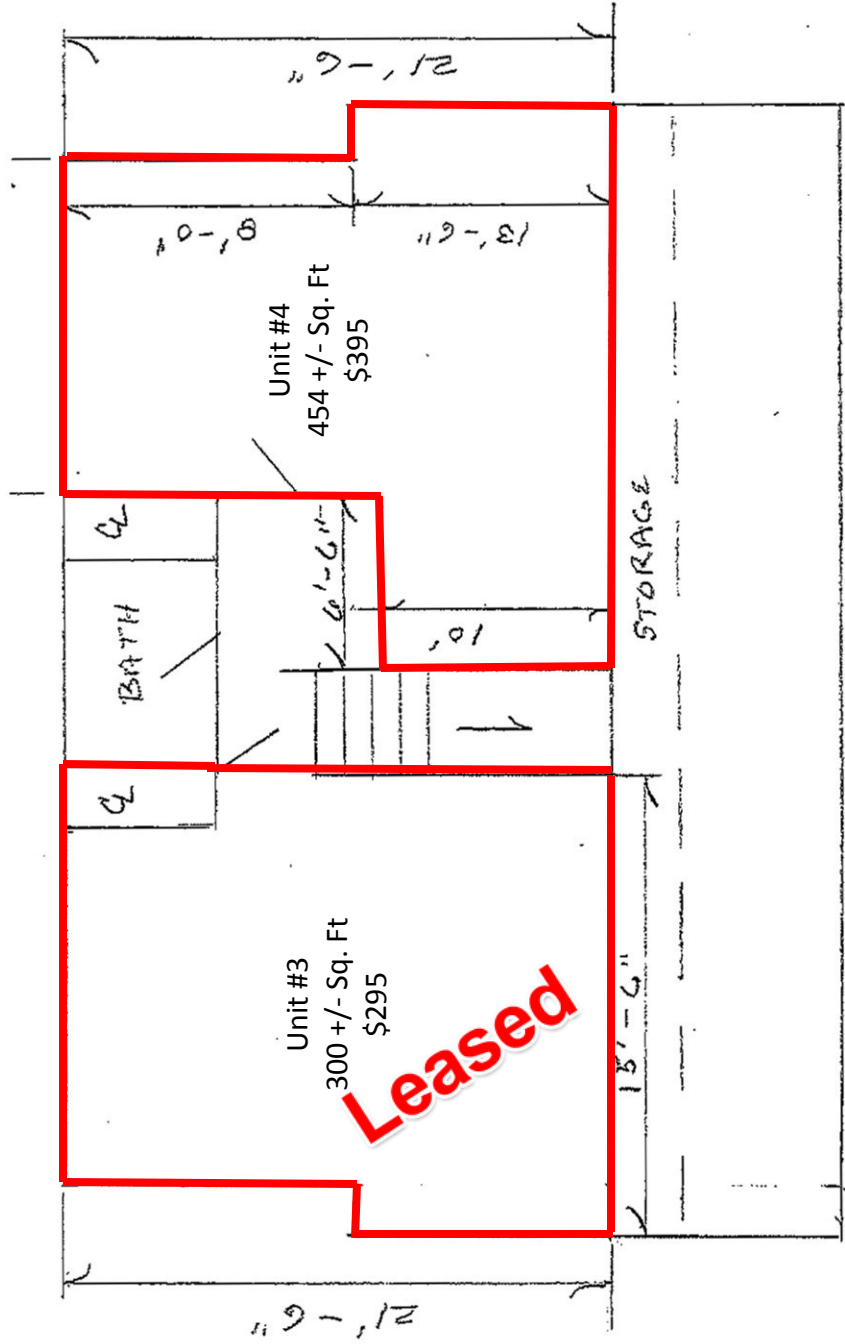 CL
BATH
CL
21'-6"
Unit #3
300 +/- Sq. Ft
$295
Leased
6'-6"
10'
Unit #4
454 +/- Sq. Ft
$395
8'-0"
13'-6"
21'-6"
15'-6"
STORAGE